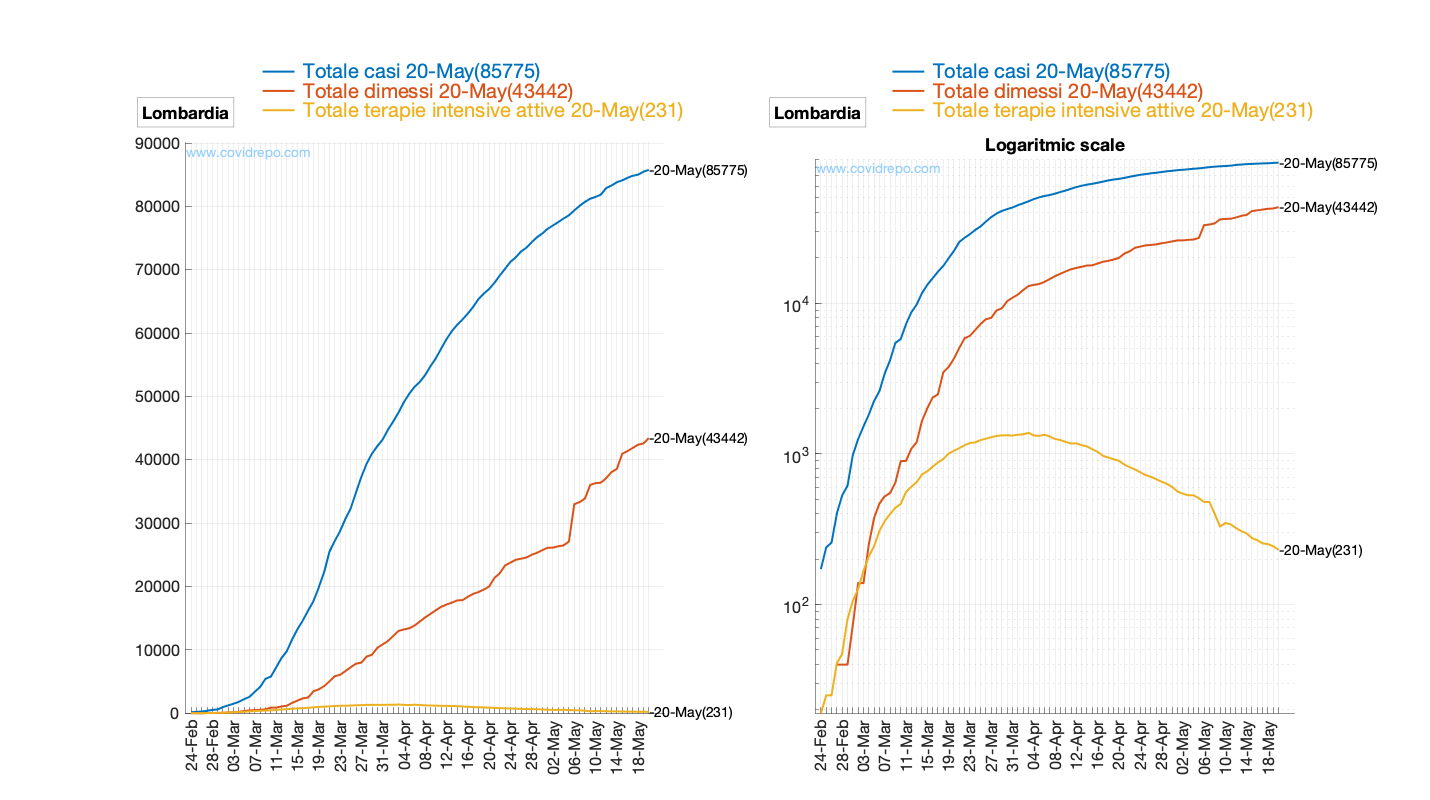 Totale casi 20-May(85775)
Totale dimessi 20-May(43442)
Totale terapie intensive attive 20-May(231)
Lombardia
www.covidrepo.com
90000
80000
70000
60000
50000
40000
30000
20000
10000
0
-20-May(85775)
-20-May(43442)
-20-May(231)
24-Feb
28-Feb
03-Mar
07-Mar
11-Mar
15-Mar
19-Mar
23-Mar
27-Mar
31-Mar
04-Apr
08-Apr
12-Apr
16-Apr
20-Apr
24-Apr
28-Apr
02-May
06-May
10-May
14-May
18-May
Totale casi 20-May(85775)
Totale dimessi 20-May(43442)
Totale terapie intensive attive 20-May(231)
Lombardia
Logaritmic scale
www.covidrepo.com
10^4
10^3
10^2
-20-May(85775)
-20-May(43442)
-20-May(231)
24-Feb
28-Feb
03-Mar
07-Mar
11-Mar
15-Mar
19-Mar
23-Mar
27-Mar
31-Mar
04-Apr
08-Apr
12-Apr
16-Apr
20-Apr
24-Apr
28-Apr
02-May
06-May
10-May
14-May
18-May